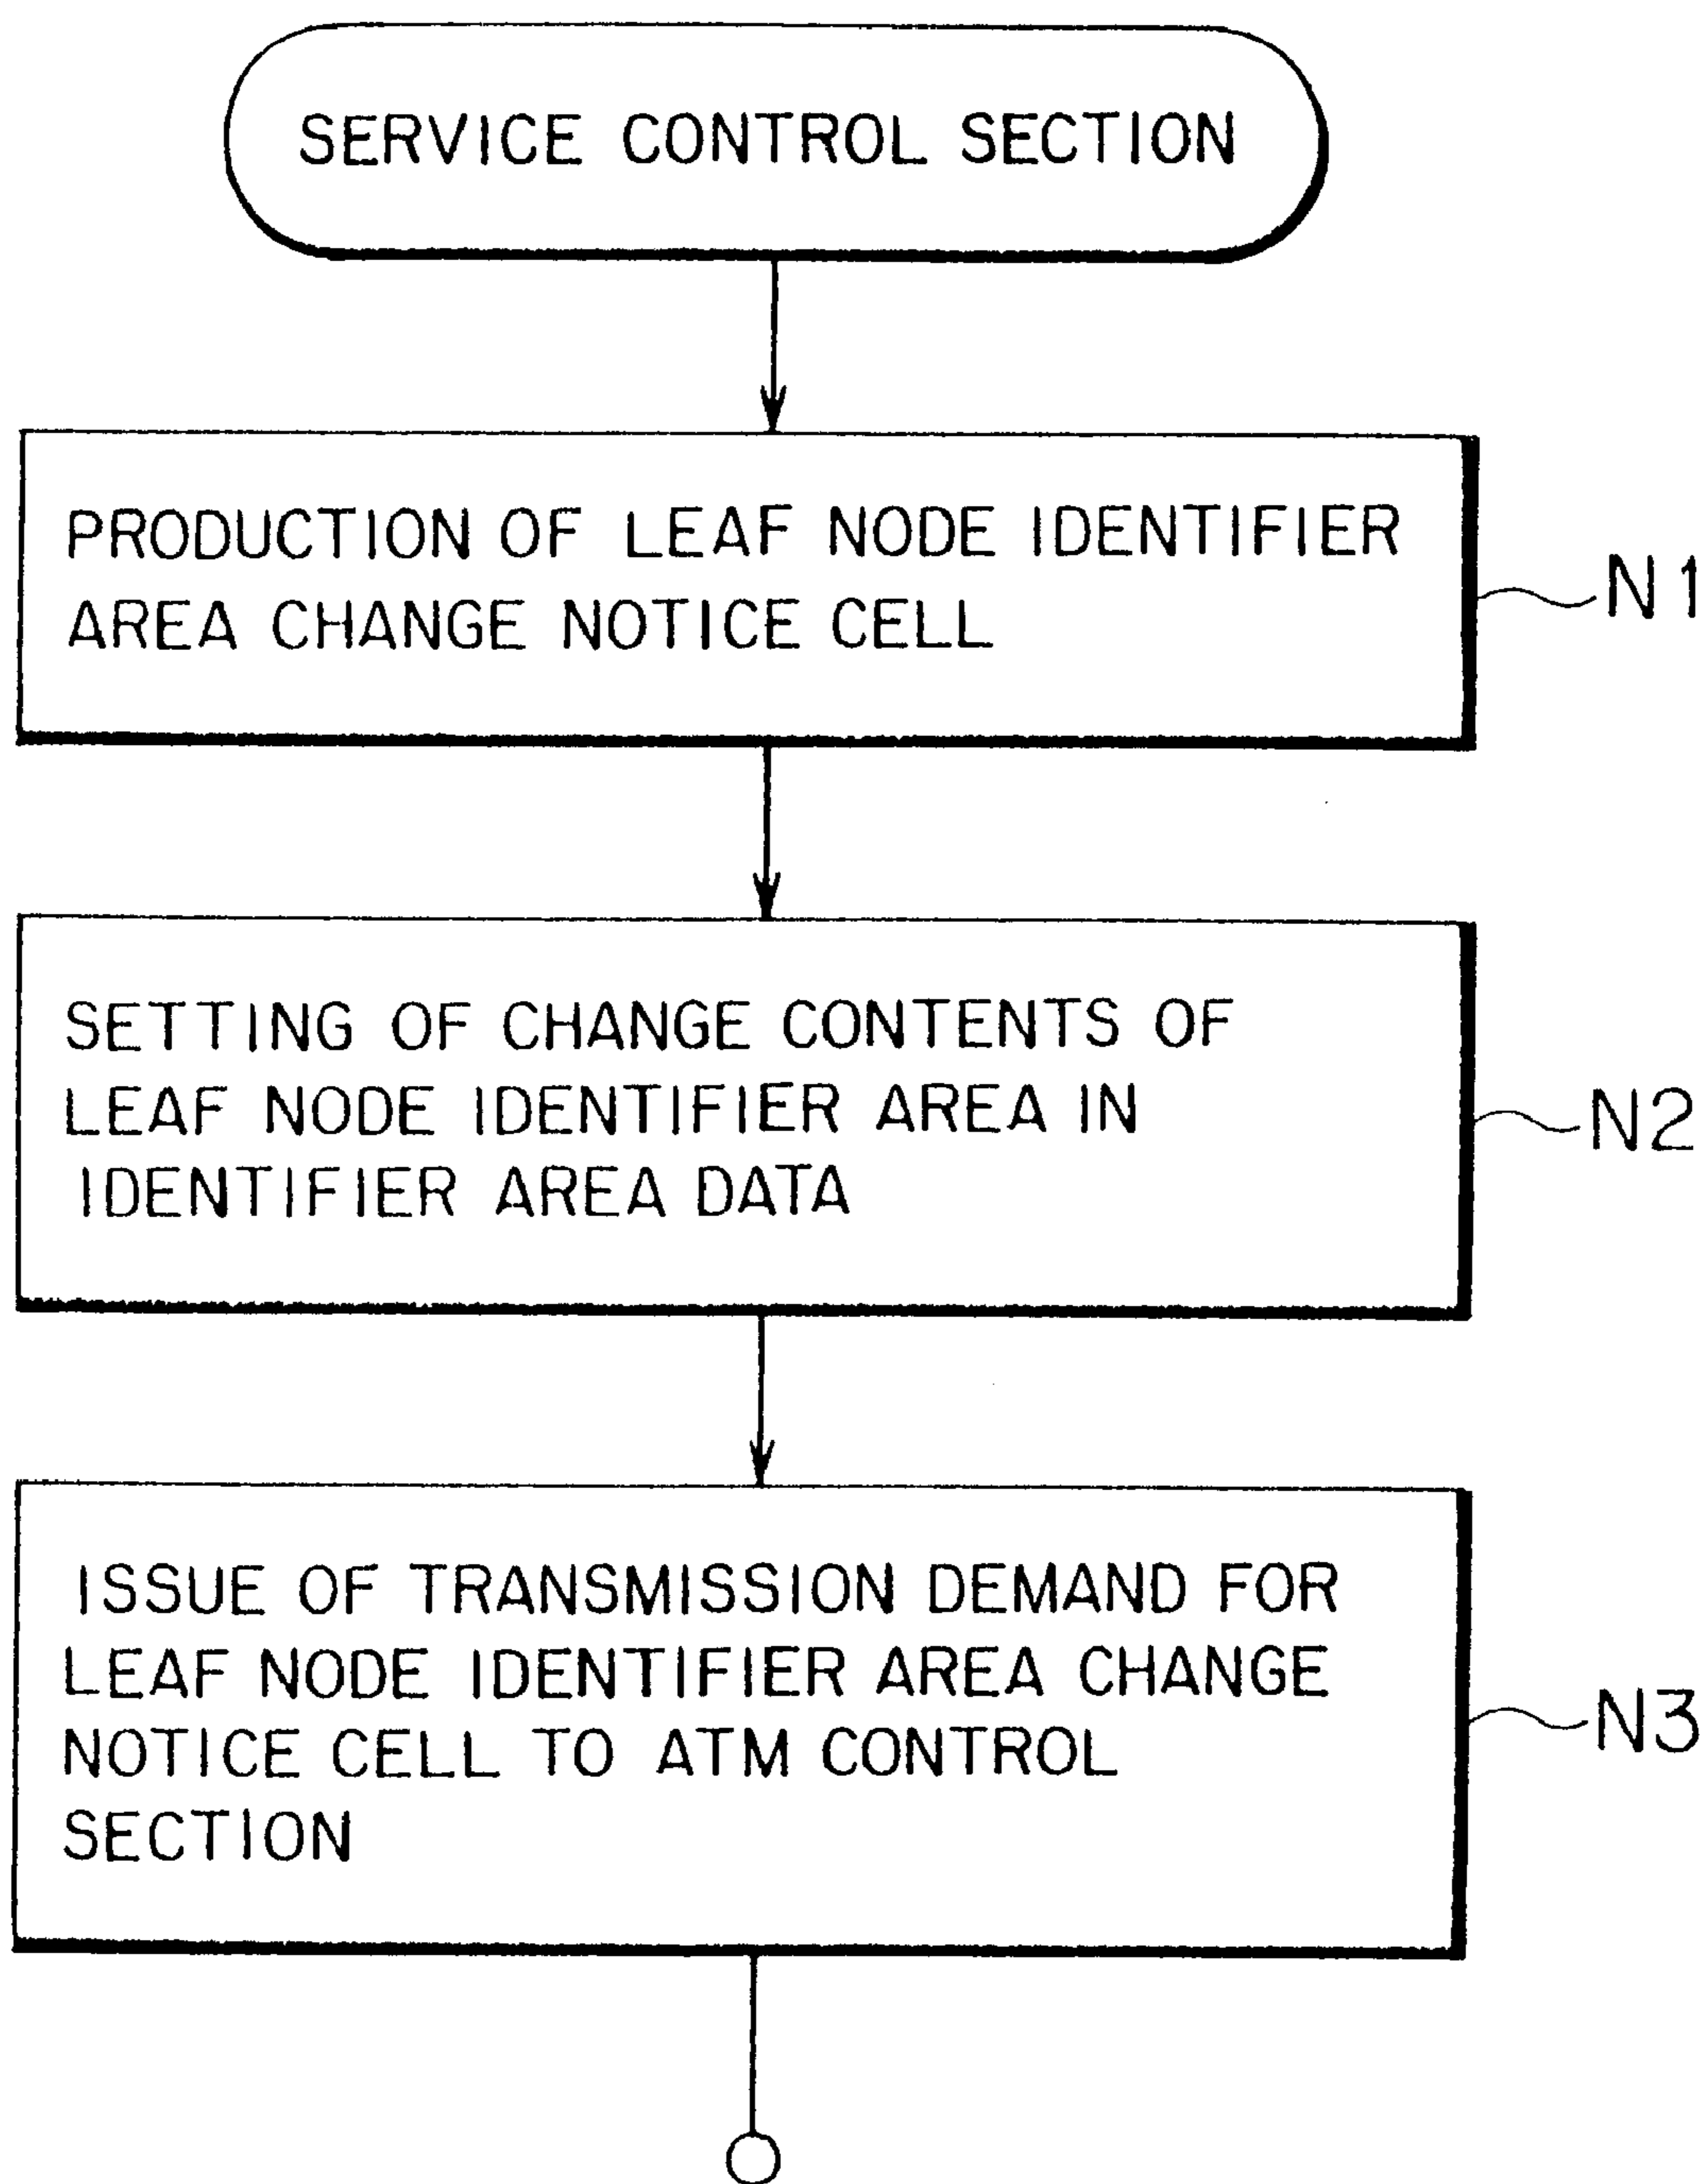 SERVICE CONTROL SECTION
PRODUCTION OF LEAF NODE IDENTIFIER
AREA CHANGE NOTICE CELL
N1
SETTING OF CHANGE CONTENTS OF
LEAF NODE IDENTIFIER AREA IN
IDENTIFIER AREA DATA
N2
ISSUE OF TRANSMISSION DEMAND FOR
LEAF NODE IDENTIFIER AREA CHANGE
NOTICE CELL TO ATM CONTROL
SECTION
N3